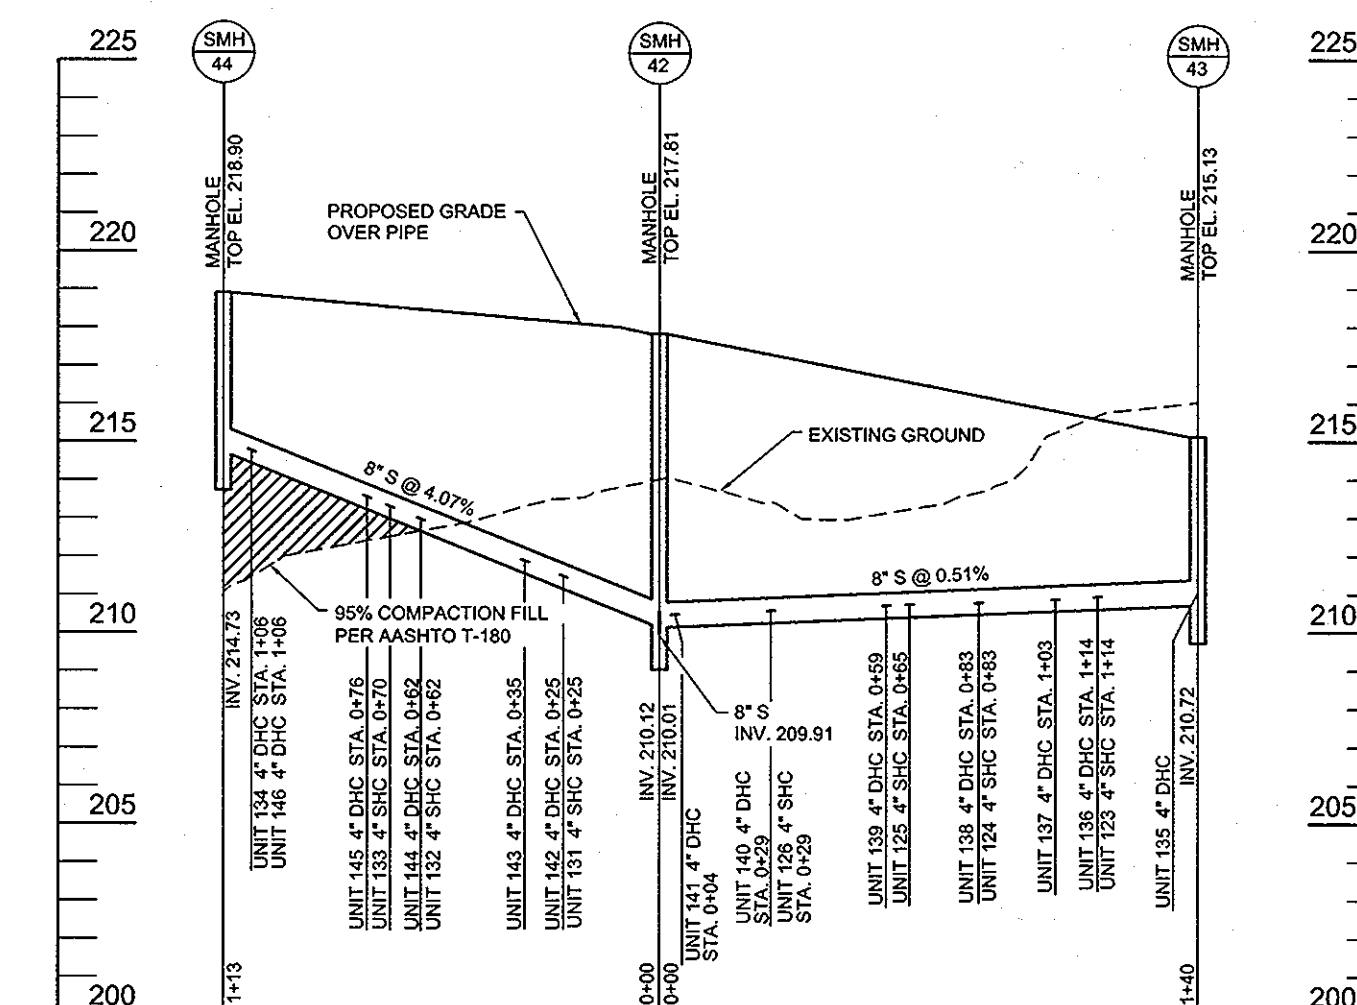 225
SMH
44
SMH
42
SMH
43
225
MANHOLE
TOP EL. 218.90
MANHOLE
TOP EL. 217.81
MANHOLE
TOP EL. 215.13
PROPOSED GRADE
OVER PIPE
220
220
215
215
EXISTING GROUND
8" S @ 4.07%
8" S @ 0.51%
95% COMPACTION FILL
PER AASHTO T-180
210
210
INV. 214.73
UNIT 134 4" DHC STA. 1+06
UNIT 146 4" DHC STA. 1+06
UNIT 145 4" DHC STA. 0+76
UNIT 133 4" SHC STA. 0+70
UNIT 144 4" DHC STA. 0+62
UNIT 132 4" SHC STA. 0+62
UNIT 143 4" DHC STA. 0+35
UNIT 142 4" DHC STA. 0+25
UNIT 131 4" SHC STA. 0+25
INV. 210.12
INV. 210.01
8" S
INV. 209.91
UNIT 141 4" DHC
STA. 0+04
UNIT 140 4" DHC
STA. 0+29
UNIT 126 4" SHC
STA. 0+29
UNIT 139 4" DHC STA. 0+59
UNIT 125 4" SHC STA. 0+65
UNIT 138 4" DHC STA. 0+83
UNIT 124 4" SHC STA. 0+83
UNIT 137 4" DHC STA. 1+03
UNIT 136 4" DHC STA. 1+14
UNIT 123 4" SHC STA. 1+14
UNIT 135 4" DHC
INV. 210.72
205
205
200
1+13
0+00
0+00
1+40
200